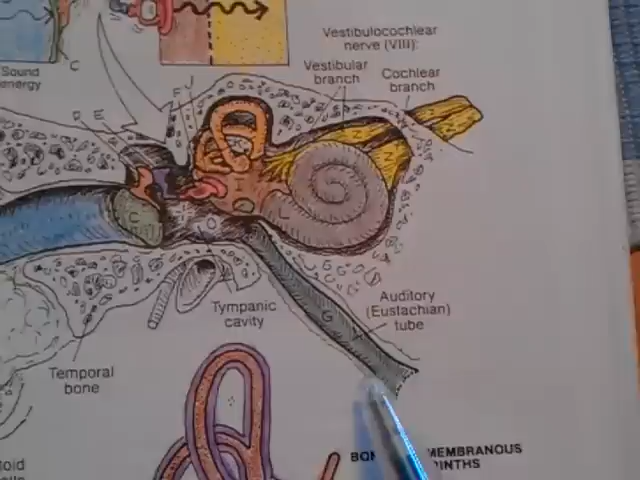 Sound
energy
C
Vestibulocochlear
nerve (VIII):
Vestibular
branch
Cochlear
branch
F
D E
Z
N
C
L
O
G
Tympanic
cavity
Auditory
(Eustachian)
tube
Temporal
bone
MEMBRANOUS